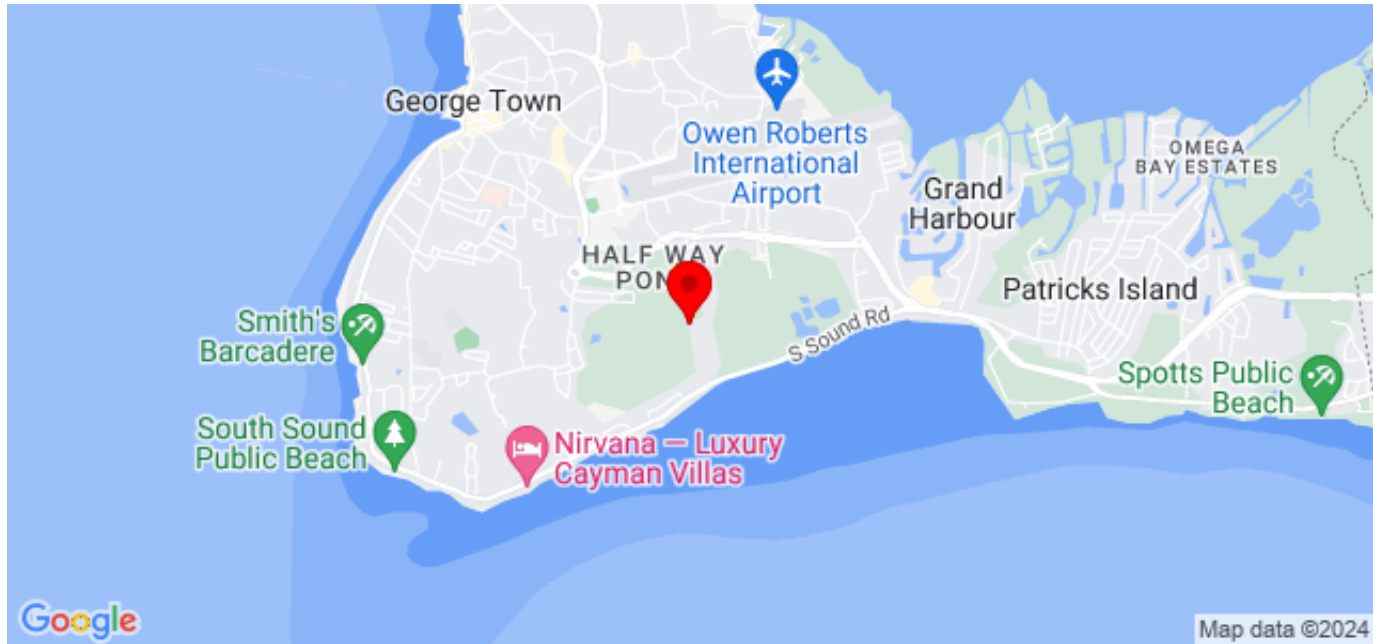 George Town
Owen Roberts
International
Airport
OMEGA
BAY ESTATES
Grand
Harbour
HALF WAY
PON
Patricks Island
Smith's
Barcadere
S Sound Rd
Spotts Public
Beach
South Sound
Public Beach
Nirvana — Luxury
Cayman Villas
Google
Map data ©2024